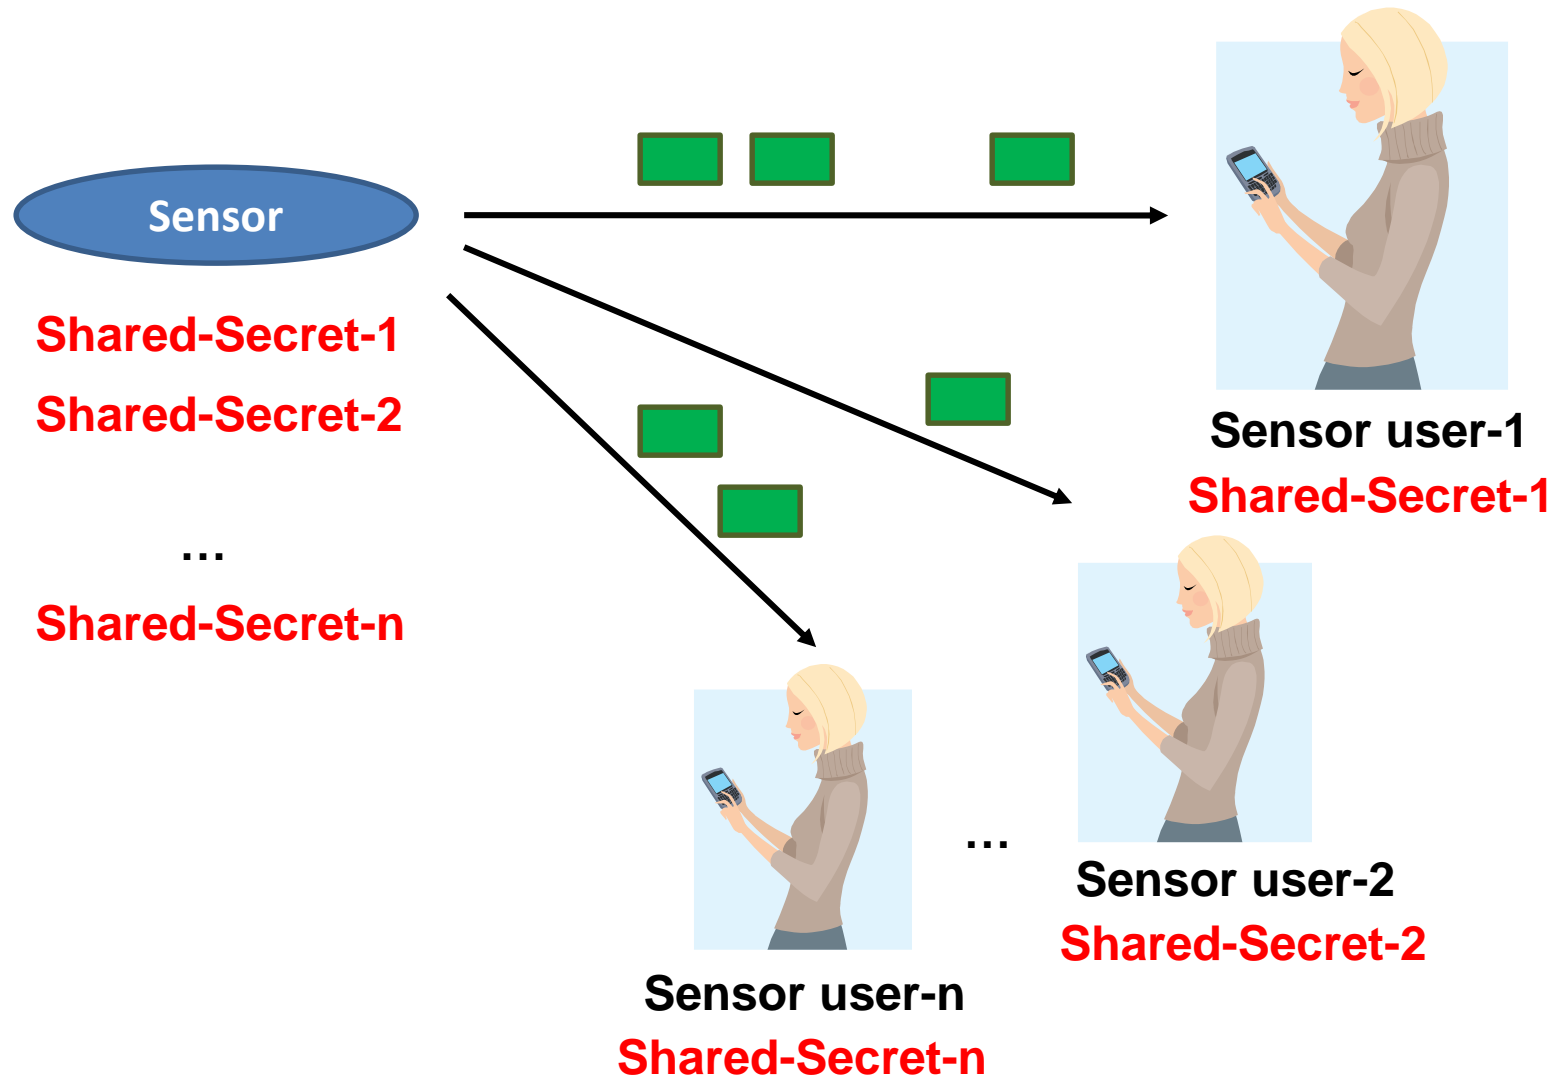 Sensor
Shared-Secret-1
Shared-Secret-2
...
Shared-Secret-n
Sensor user-1
Shared-Secret-1
...
Sensor user-2
Shared-Secret-2
Sensor user-n
Shared-Secret-n